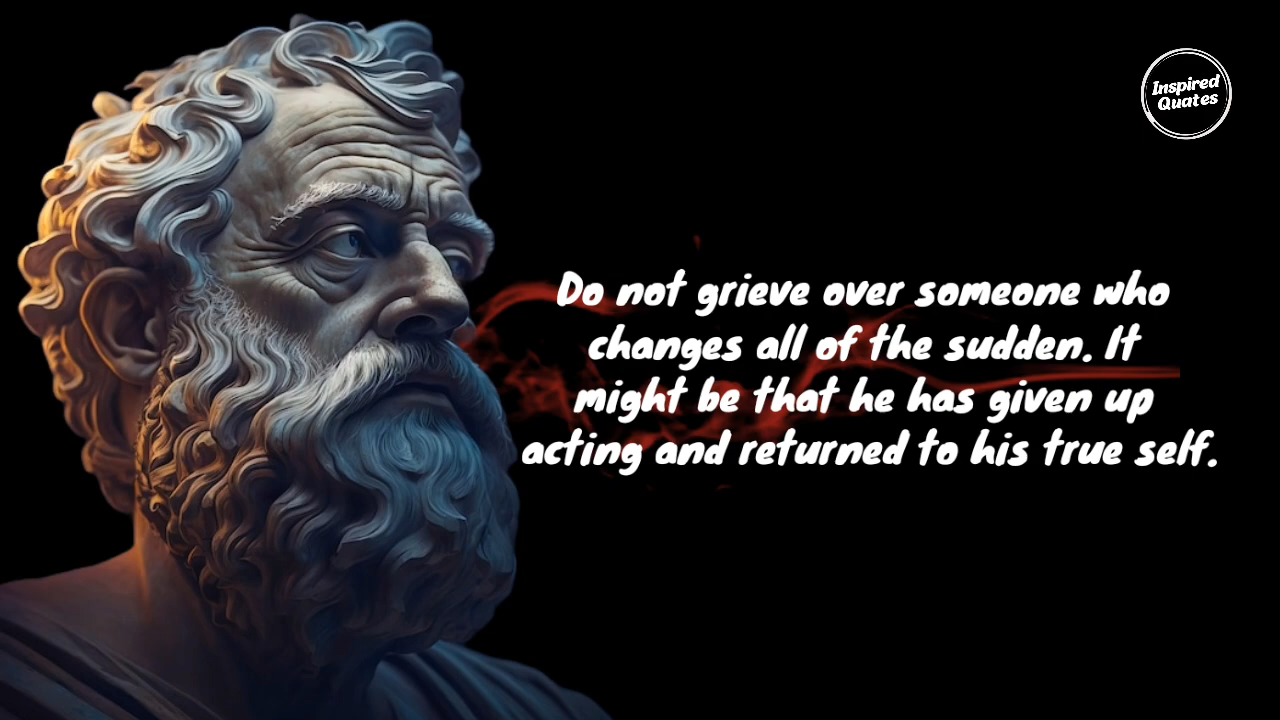 Inspired
Quates
Do not grieve over someone who
changes all of the sudden. It
might be that he has given up
acting and returned to his true self.